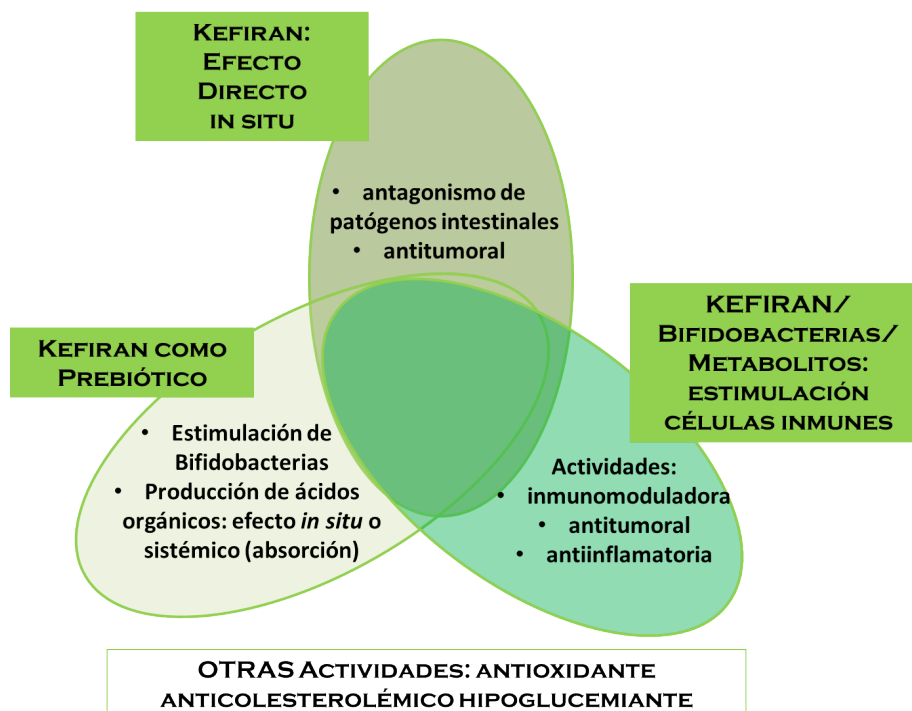 KEFIRAN:
EFECTO
DIRECTO
IN SITU
• antagonismo de
patógenos intestinales
• antitumoral
KEFIRAN COMO
PREBIÓTICO
• Estimulación de
Bifidobacterias
• Producción de ácidos
orgánicos: efecto in situ o
sistémico (absorción)
KEFIRAN/
BIFIDOBACTERIAS/
METABOLITOS:
ESTIMULACIÓN
CÉLULAS INMUNES
Actividades:
• inmunomoduladora
• antitumoral
• antiinflamatoria
OTRAS ACTIVIDADES: ANTIOXIDANTE
ANTICOLESTEROLÉMICO HIPOGLUCEMIANTE